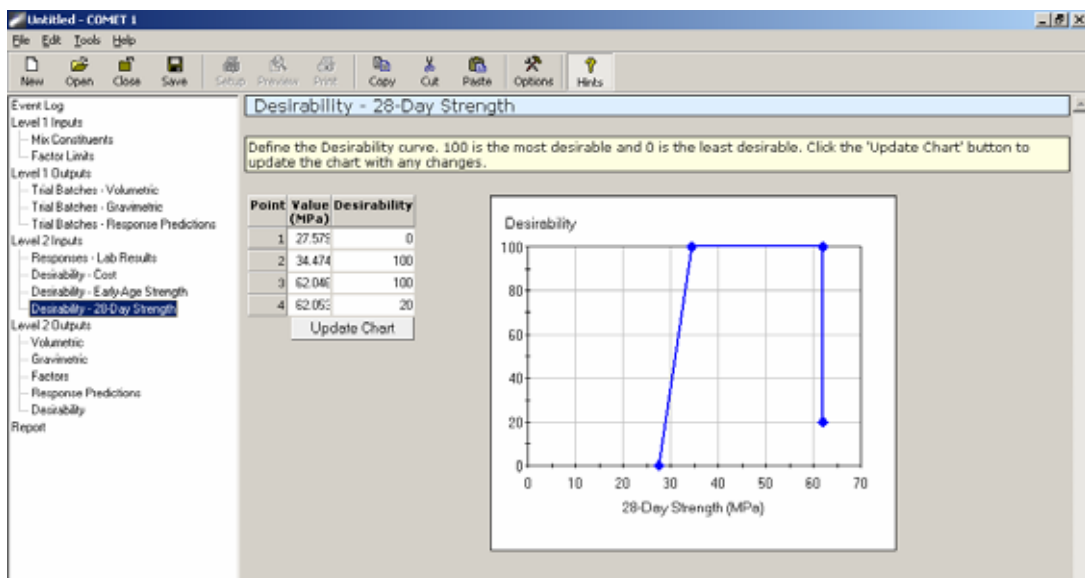 Untitled - COMET 1
File Edit Tools Help
New Open Close Save Setup Preview Print Copy Cut Paste Options Hints
Event Log
Level 1 Inputs
Mix Constituents
Factor Limits
Level 1 Outputs
Trial Batches - Volumetric
Trial Batches - Gravimetric
Trial Batches - Response Predictions
Level 2 Inputs
Responses - Lab Results
Desirability - Cost
Desirability - Early-Age Strength
Desirability - 28-Day Strength
Level 2 Outputs
Volumetric
Gravimetric
Factors
Response Predictions
Desirability
Report
Desirability - 28-Day Strength
Define the Desirability curve. 100 is the most desirable and 0 is the least desirable. Click the 'Update Chart' button to
update the chart with any changes.
Point Value Desirability
(MPa)
1 27.579 0
2 34.474 100
3 62.046 100
4 62.053 20
Update Chart
Desirability
100
80
60
40
20
0
0 10 20 30 40 50 60 70
28-Day Strength (MPa)